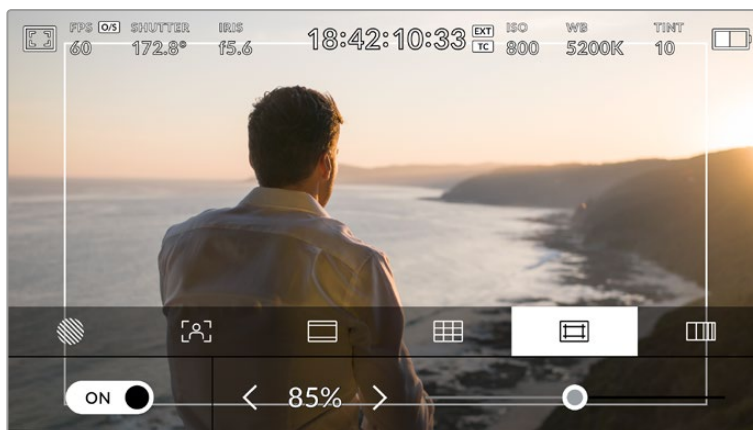 FPS O/S SHUTTER IRIS 18:42:10:33 EXT ISO WB TINT
60 172.8° f5.6 TC 800 5200K 10
ON 85%